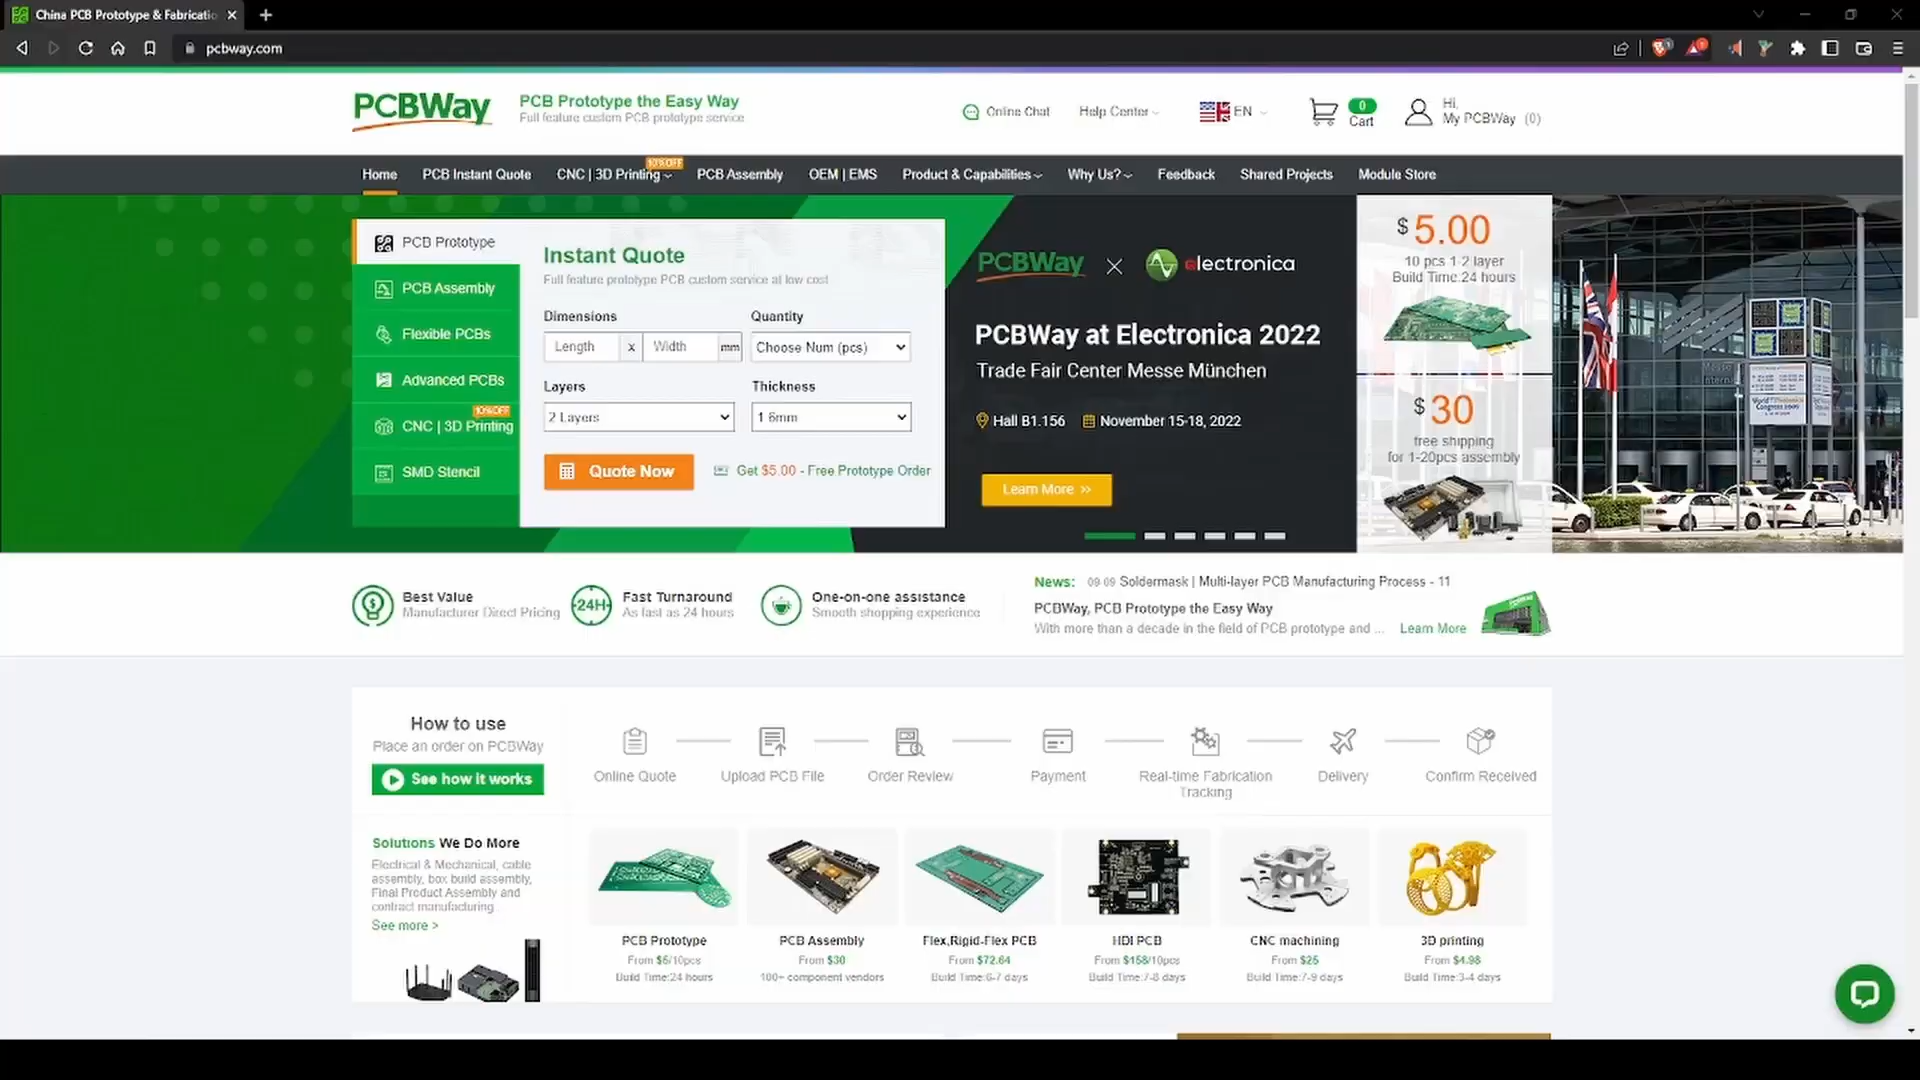 China PCB Prototype & Fabricatio
pcbway.com
PCBWay
PCB Prototype the Easy Way
Full feature custom PCB prototype service
Online Chat
Help Center
EN
0
Cart
Hi,
My PCBWay (0)
Home
PCB Instant Quote
CNC | 3D Printing
10%OFF
PCB Assembly
OEM | EMS
Product & Capabilities
Why Us?
Feedback
Shared Projects
Module Store
PCB Prototype
PCB Assembly
Flexible PCBs
Advanced PCBs
10%OFF
CNC | 3D Printing
SMD Stencil
Instant Quote
Full feature prototype PCB custom service at low cost
Dimensions
Quantity
Length x Width mm
Choose Num (pcs)
Layers
Thickness
2 Layers
1.6mm
Quote Now
Get $5.00 - Free Prototype Order
PCBWay × electronica
PCBWay at Electronica 2022
Trade Fair Center Messe München
Hall B1.156
November 15-18, 2022
Learn More >>
$ 5.00
10 pcs 1-2 layer
Build Time:24 hours
$ 30
free shipping
for 1-20pcs assembly
Best Value
Manufacturer Direct Pricing
24H
Fast Turnaround
As fast as 24 hours
One-on-one assistance
Smooth shopping experience
News: 09-09 Soldermask | Multi-layer PCB Manufacturing Process - 11
PCBWay, PCB Prototype the Easy Way
With more than a decade in the field of PCB prototype and ... Learn More
How to use
Place an order on PCBWay
See how it works
Online Quote
Upload PCB File
Order Review
Payment
Real-time Fabrication
Tracking
Delivery
Confirm Received
Solutions We Do More
Electrical & Mechanical, cable
assembly, box build assembly,
Final Product Assembly and
contract manufacturing.
See more >
PCB Prototype
From $5/10pcs
Build Time:24 hours
PCB Assembly
From $30
100+ component vendors
Flex,Rigid-Flex PCB
From $72.64
Build Time:6-7 days
HDI PCB
From $158/10pcs
Build Time:7-8 days
CNC machining
From $25
Build Time:7-9 days
3D printing
From $4.98
Build Time:3-4 days